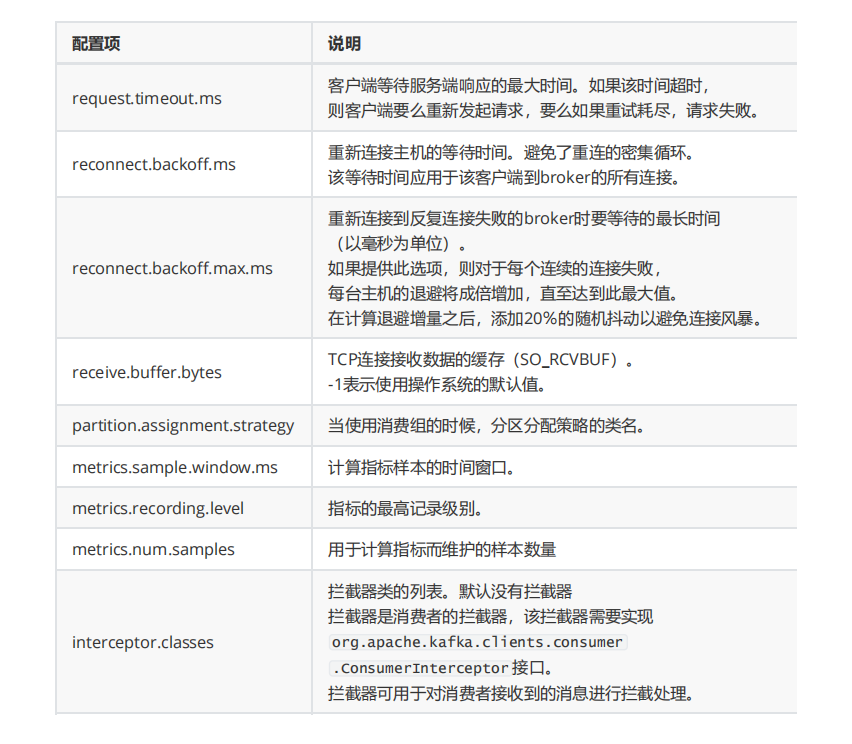 配置项
说明
request.timeout.ms
客户端等待服务端响应的最大时间。如果该时间超时，
则客户端要么重新发起请求，要么如果重试耗尽，请求失败。
reconnect.backoff.ms
重新连接主机的等待时间。避免了重连的密集循环。
该等待时间应用于该客户端到broker的所有连接。
reconnect.backoff.max.ms
重新连接到反复连接失败的broker时要等待的最长时间
（以毫秒为单位）。
如果提供此选项，则对于每个连续的连接失败，
每台主机的退避将成倍增加，直至达到此最大值。
在计算退避增量之后，添加20％的随机抖动以避免连接风暴。
receive.buffer.bytes
TCP连接接收数据的缓存（SO_RCVBUF）。
-1表示使用操作系统的默认值。
partition.assignment.strategy
当使用消费组的时候，分区分配策略的类名。
metrics.sample.window.ms
计算指标样本的时间窗口。
metrics.recording.level
指标的最高记录级别。
metrics.num.samples
用于计算指标而维护的样本数量
interceptor.classes
拦截器类的列表。默认没有拦截器
拦截器是消费者的拦截器，该拦截器需要实现
org.apache.kafka.clients.consumer
.ConsumerInterceptor接口。
拦截器可用于对消费者接收到的消息进行拦截处理。